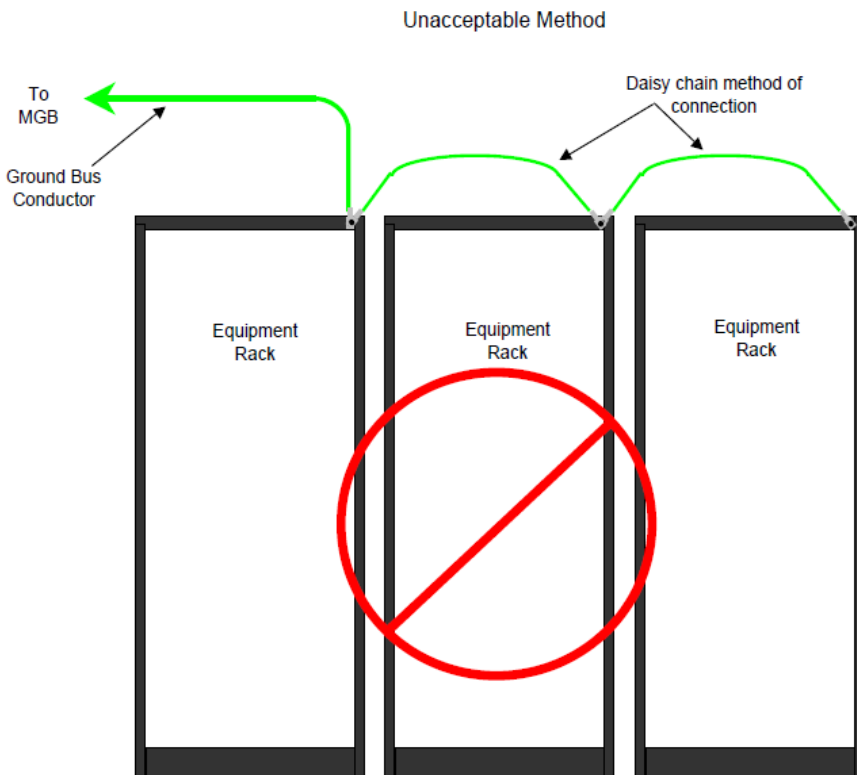 Unacceptable Method
To
MGB
Daisy chain method of
connection
Ground Bus
Conductor
Equipment
Rack
Equipment
Rack
Equipment
Rack